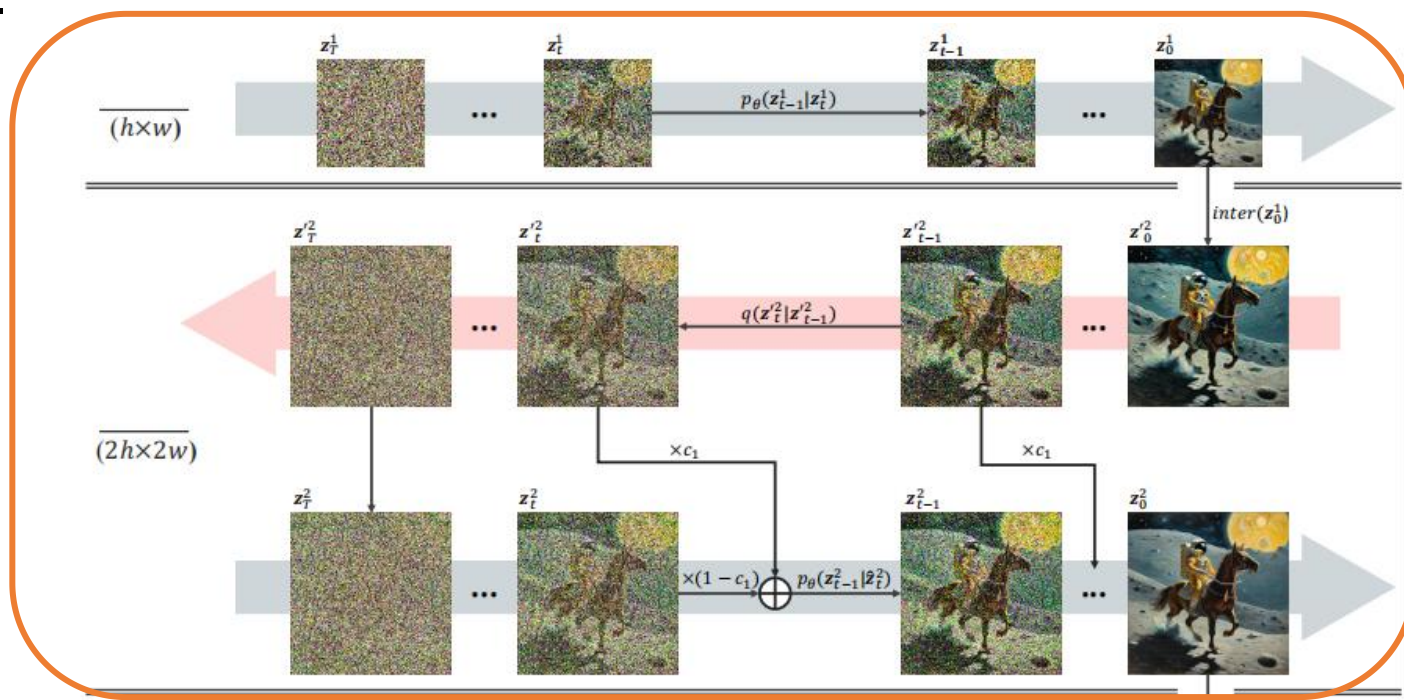 z_T^1 z_t^1 z_{t-1}^1 z_0^1
(h×w) ... p_θ(z_{t-1}^1|z_t^1) ...
inter(z_0^1)
z'_T^2 z'_t^2 z'_{t-1}^2 z'_0^2
... q(z'_t^2|z'_{t-1}^2) ...
(2h×2w) ×c_1 ×c_1
z_T^2 z_t^2 z_{t-1}^2 z_0^2
... ×(1 − c_1) p_θ(z_{t-1}^2|ẑ_t^2) ...